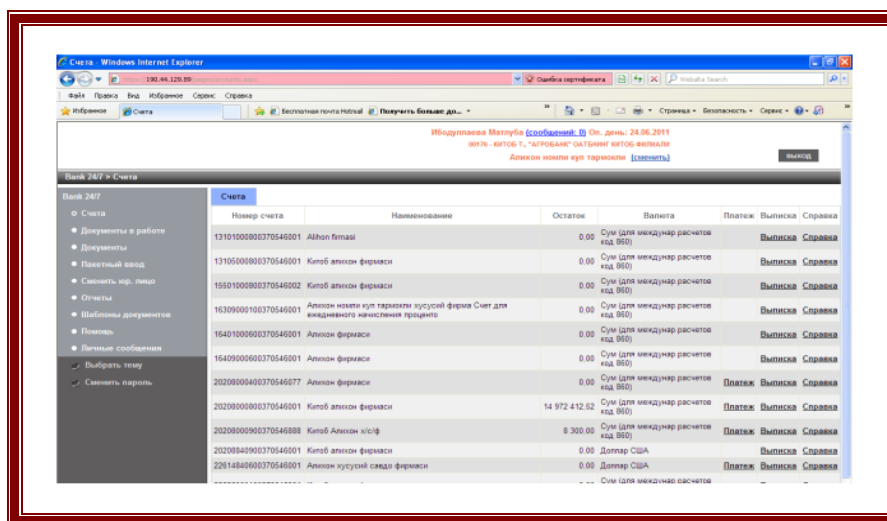 Счета - Windows Internet Explorer
190.44.129.89
Ошибка сертификата
Webalta Search
Файл Правка Вид Избранное Сервис Справка
Избранное Счета Бесплатная почта Hotmail Получить больше до...
Страница Безопасность Сервис
Ибодуллаева Матлуба (сообщений: 0) Оп. день: 24.06.2011
00176 - КИТОБ Т., "АГРОБАНК" ОАТБНИНГ КИТОБ ФИЛИАЛИ
Алихон номли куп тармокли (сменить)
ВЫХОД
Bank 24/7 > Счета
Bank 24/7
Счета
Документы в работе
Документы
Пакетный ввод
Сменить юр. лицо
Отчеты
Шаблоны документов
Помощь
Личные сообщения
Выбрать тему
Сменить пароль
Счета
Номер счета Наименование Остаток Валюта Платеж Выписка Справка
13101000800370546001 Alihon firmasi 0.00 Сум (для междунар расчетов код 860) Выписка Справка
13105000800370546001 Китоб алихон фирмаси 0.00 Сум (для междунар расчетов код 860) Выписка Справка
15501000800370546002 Китоб алихон фирмаси 0.00 Сум (для междунар расчетов код 860) Выписка Справка
16309000100370546001 Алихон номли куп тармокли хусусий фирма Счет для ежедневного начисления проценто 0.00 Сум (для междунар расчетов код 860) Выписка Справка
16401000600370546001 Алихон фирмаси 0.00 Сум (для междунар расчетов код 860) Выписка Справка
16409000600370546001 Алихон фирмаси 0.00 Сум (для междунар расчетов код 860) Выписка Справка
20208000400370546077 Алихон фирмаси 0.00 Сум (для междунар расчетов код 860) Платеж Выписка Справка
20208000800370546001 Китоб алихон фирмаси 14 972 412.62 Сум (для междунар расчетов код 860) Платеж Выписка Справка
20208000900370546888 Китоб Алихон х/с/ф 8 300.00 Сум (для междунар расчетов код 860) Платеж Выписка Справка
20208840900370546001 Китоб алихон фирмаси 0.00 Доллар США Выписка Справка
22614840600370546001 Алихон хусусий савдо фирмаси 0.00 Доллар США Платеж Выписка Справка
Сум (для междунар расчетов